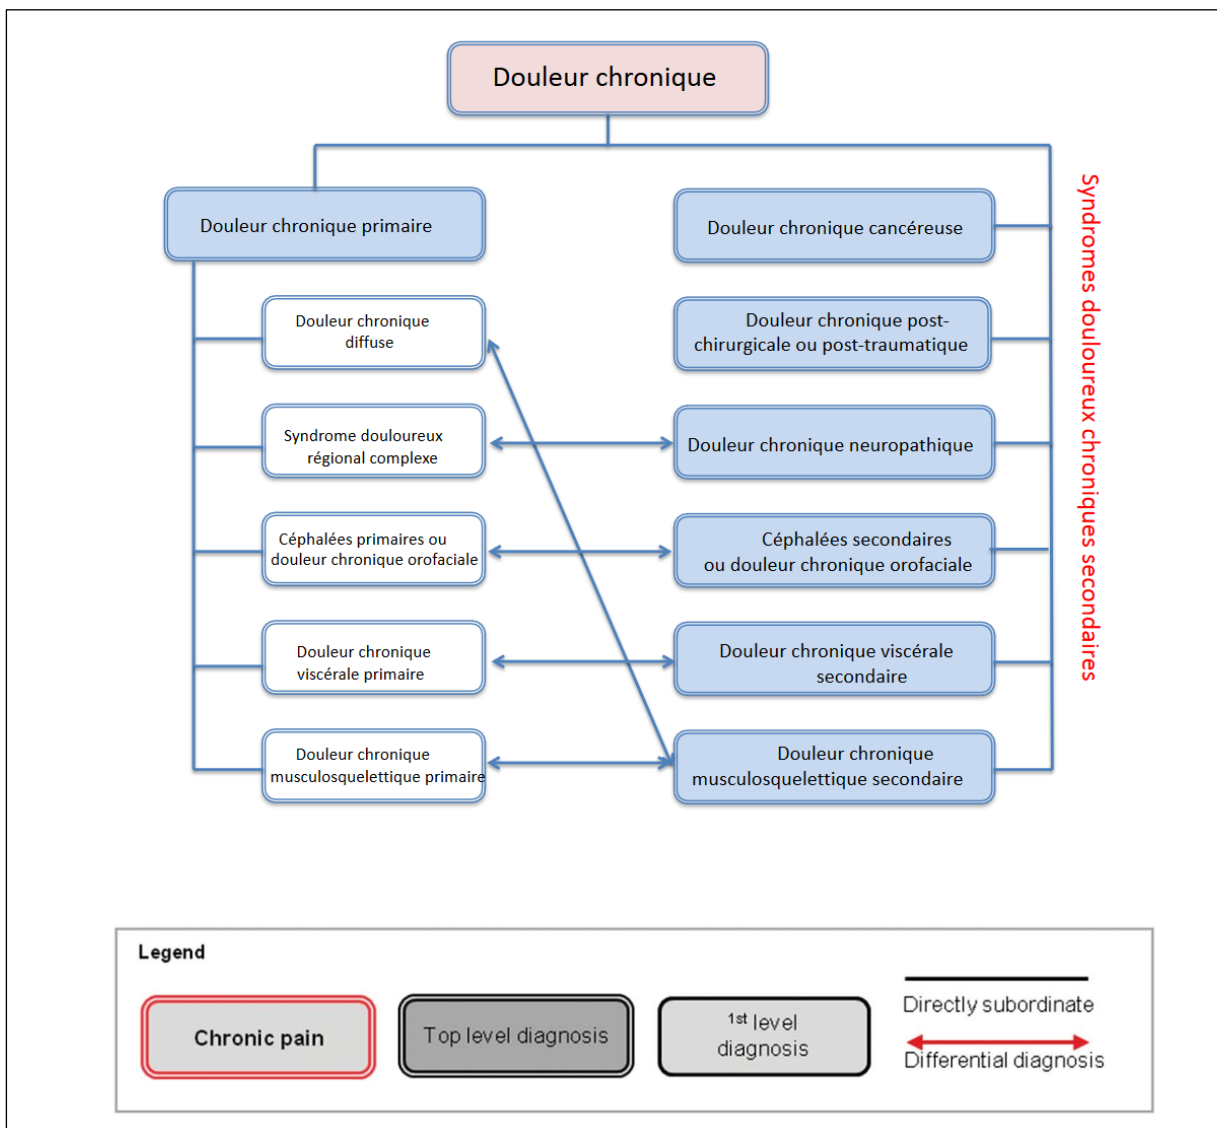 Douleur chronique
Douleur chronique primaire
Douleur chronique
diffuse
Syndrome douloureux
régional complexe
Céphalées primaires ou
douleur chronique orofaciale
Douleur chronique
viscérale primaire
Douleur chronique
musculosquelettique primaire
Douleur chronique cancéreuse
Douleur chronique post-
chirurgicale ou post-traumatique
Douleur chronique neuropathique
Céphalées secondaires
ou douleur chronique orofaciale
Douleur chronique viscérale
secondaire
Douleur chronique
musculosquelettique secondaire
Syndromes douloureux chroniques secondaires
Legend
Chronic pain
Top level diagnosis
1st level
diagnosis
Directly subordinate
Differential diagnosis